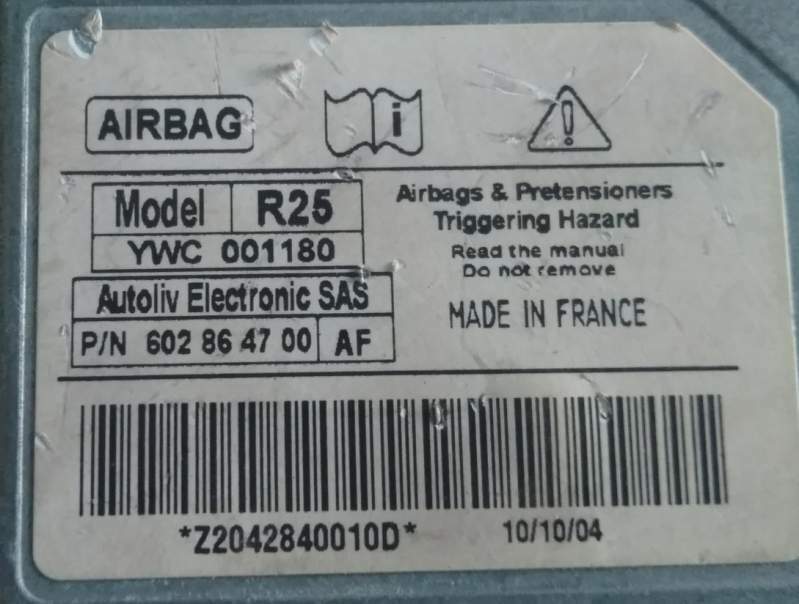 AIRBAG i !
Model R25
YWC 001180
Autoliv Electronic SAS
P/N 602 86 47 00 AF
Airbags & Pretensioners
Triggering Hazard
Read the manual
Do not remove
MADE IN FRANCE
*Z2042840010D* 10/10/04